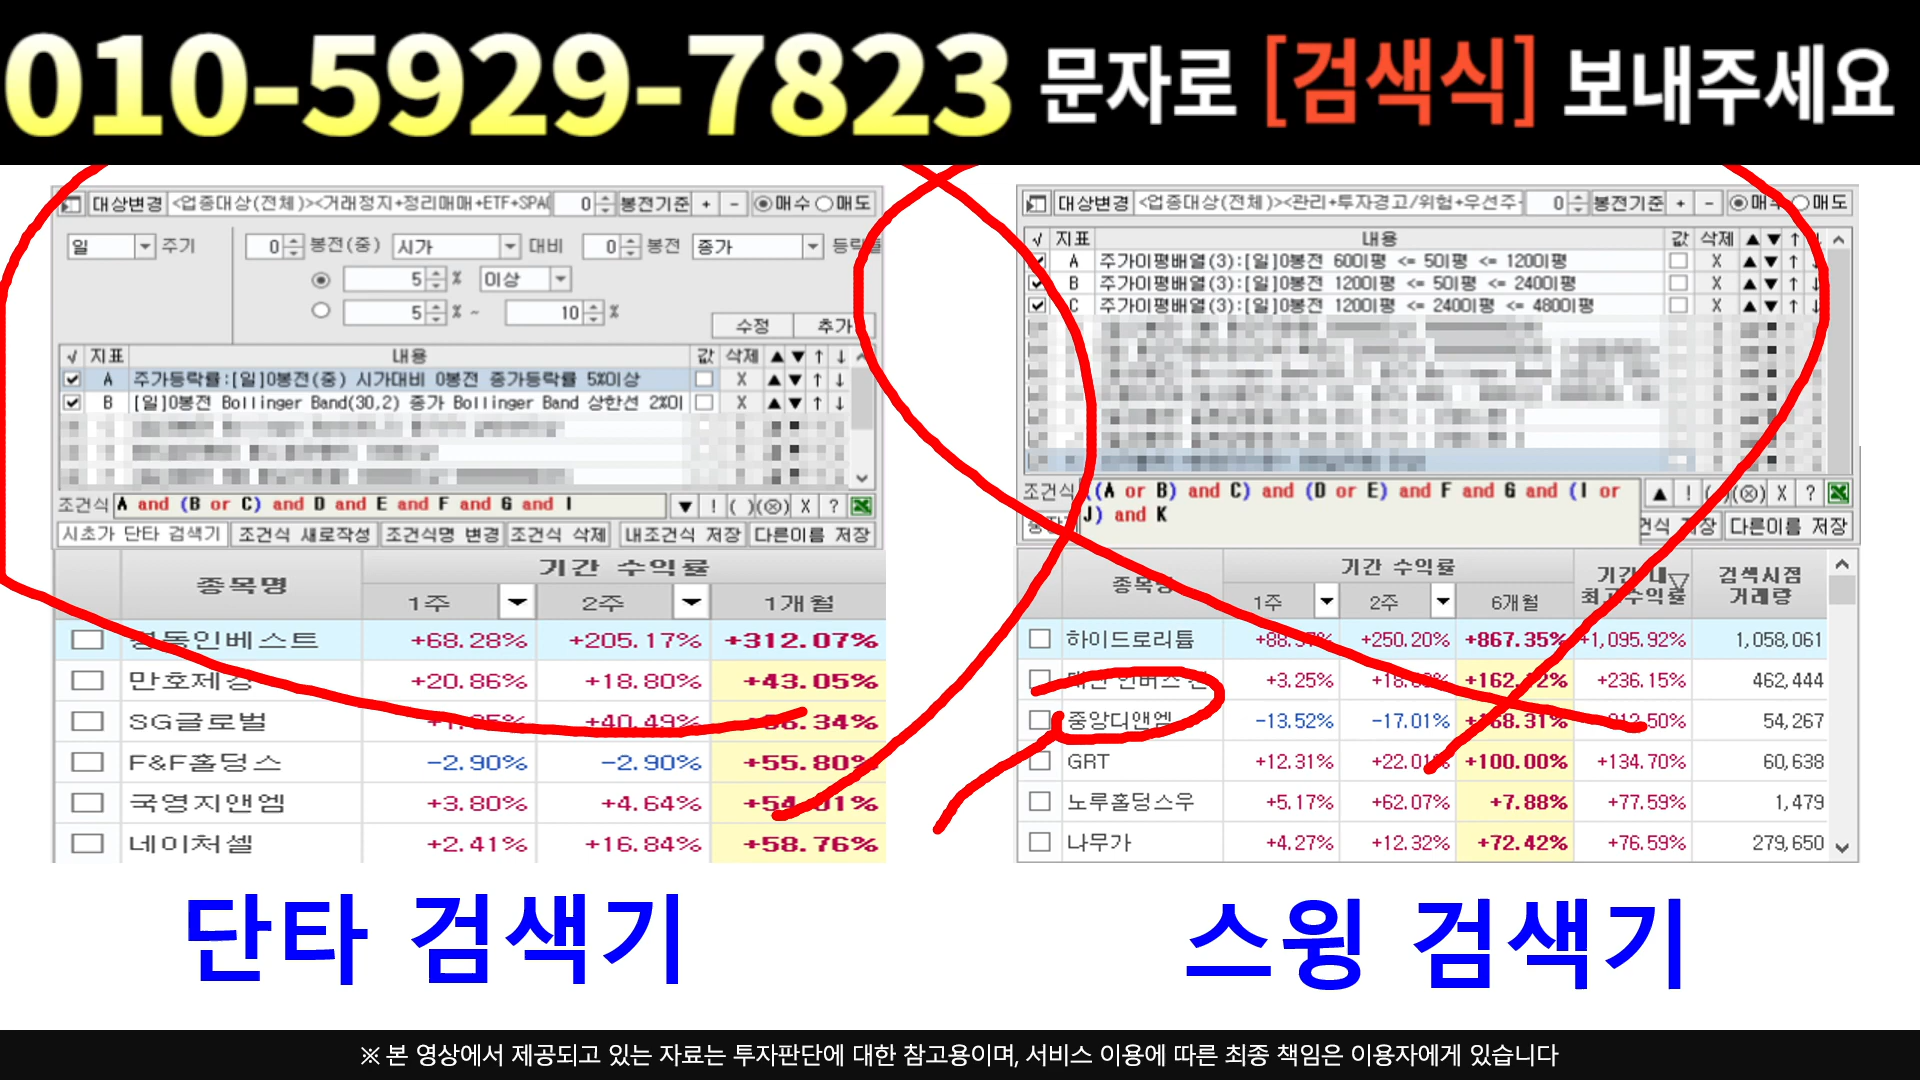 010-5929-7823 문자로 [검색식] 보내주세요
대상변경 <업종대상(전체)><거래정지+정리매매+ETF+SPAC 0 봉전기준 + - 매수 매도
일 주기 0 봉전(중) 시가 대비 0 봉전 종가
5 % 이상
5 % ~ 10 %
수정 추가
√ 지표 내용 값 삭제 ▲ ▼ ↑ ↓
A 주가등락률:[일]0봉전(중) 시가대비 0봉전 종가등락률 5%이상 X ▲ ▼ ↑ ↓
B [일]0봉전 Bollinger Band(30,2) 종가 Bollinger Band 상한선 2%이 X ▲ ▼ ↑ ↓
조건식 A and (B or C) and D and E and F and G and I ▼ ! ( ) (⊗) X ?
시초가 단타 검색기 조건식 새로작성 조건식명 변경 조건식 삭제 내조건식 저장 다른이름 저장
종목명 기간 수익률
1주 2주 1개월
인베스트 +68.28% +205.17% +312.07%
만호제강 +20.86% +18.80% +43.05%
SG글로벌 +40.49%
F&F홀딩스 -2.90% -2.90% +55.80%
국영지앤엠 +3.80% +4.64%
네이처셀 +2.41% +16.84% +58.76%
단타 검색기
대상변경 <업종대상(전체)><관리+투자경고/위험+우선주+ 0 봉전기준 + - 매수 매도
√ 지표 내용 값 삭제 ▲ ▼ ↑ ↓
A 주가이평배열(3):[일]0봉전 60이평 <= 5이평 <= 120이평 X ▲ ▼ ↑
B 주가이평배열(3):[일]0봉전 120이평 <= 5이평 <= 240이평 X ▲ ▼ ↑ ↓
C 주가이평배열(3):[일]0봉전 120이평 <= 240이평 <= 480이평 X ▲ ▼ ↑ ↓
조건식 ((A or B) and C) and (D or E) and F and G and (I or ▲ ! ( ) (⊗) X ?
J) and K
저장 다른이름 저장
종목명 기간 수익률 기간 내 최고수익률 검색시점 거래량
1주 2주 6개월
하이드로리튬 +250.20% +867.35% +1,095.92% 1,058,061
+3.25% +236.15% 462,444
중앙디앤엠 -13.52% -17.01% 54,267
GRT +12.31% +100.00% +134.70% 60,638
노루홀딩스우 +5.17% +62.07% +7.88% +77.59% 1,479
나무가 +4.27% +12.32% +72.42% +76.59% 279,650
스윙 검색기
※ 본 영상에서 제공되고 있는 자료는 투자판단에 대한 참고용이며, 서비스 이용에 따른 최종 책임은 이용자에게 있습니다